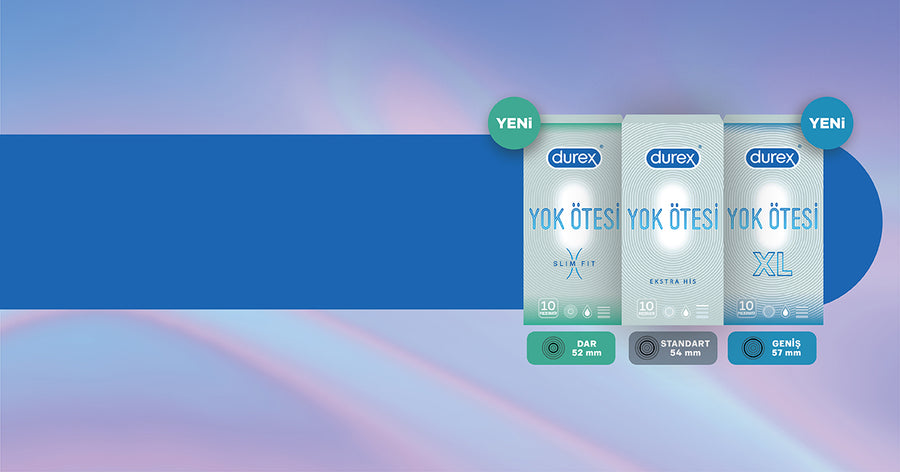 YENİ
durex
YOK ÖTESİ
SLIM FIT
10
DAR
52 mm
durex
YOK ÖTESİ
EKSTRA HİS
10
STANDART
54 mm
YENİ
durex
YOK ÖTESİ
XL
10
GENİŞ
57 mm